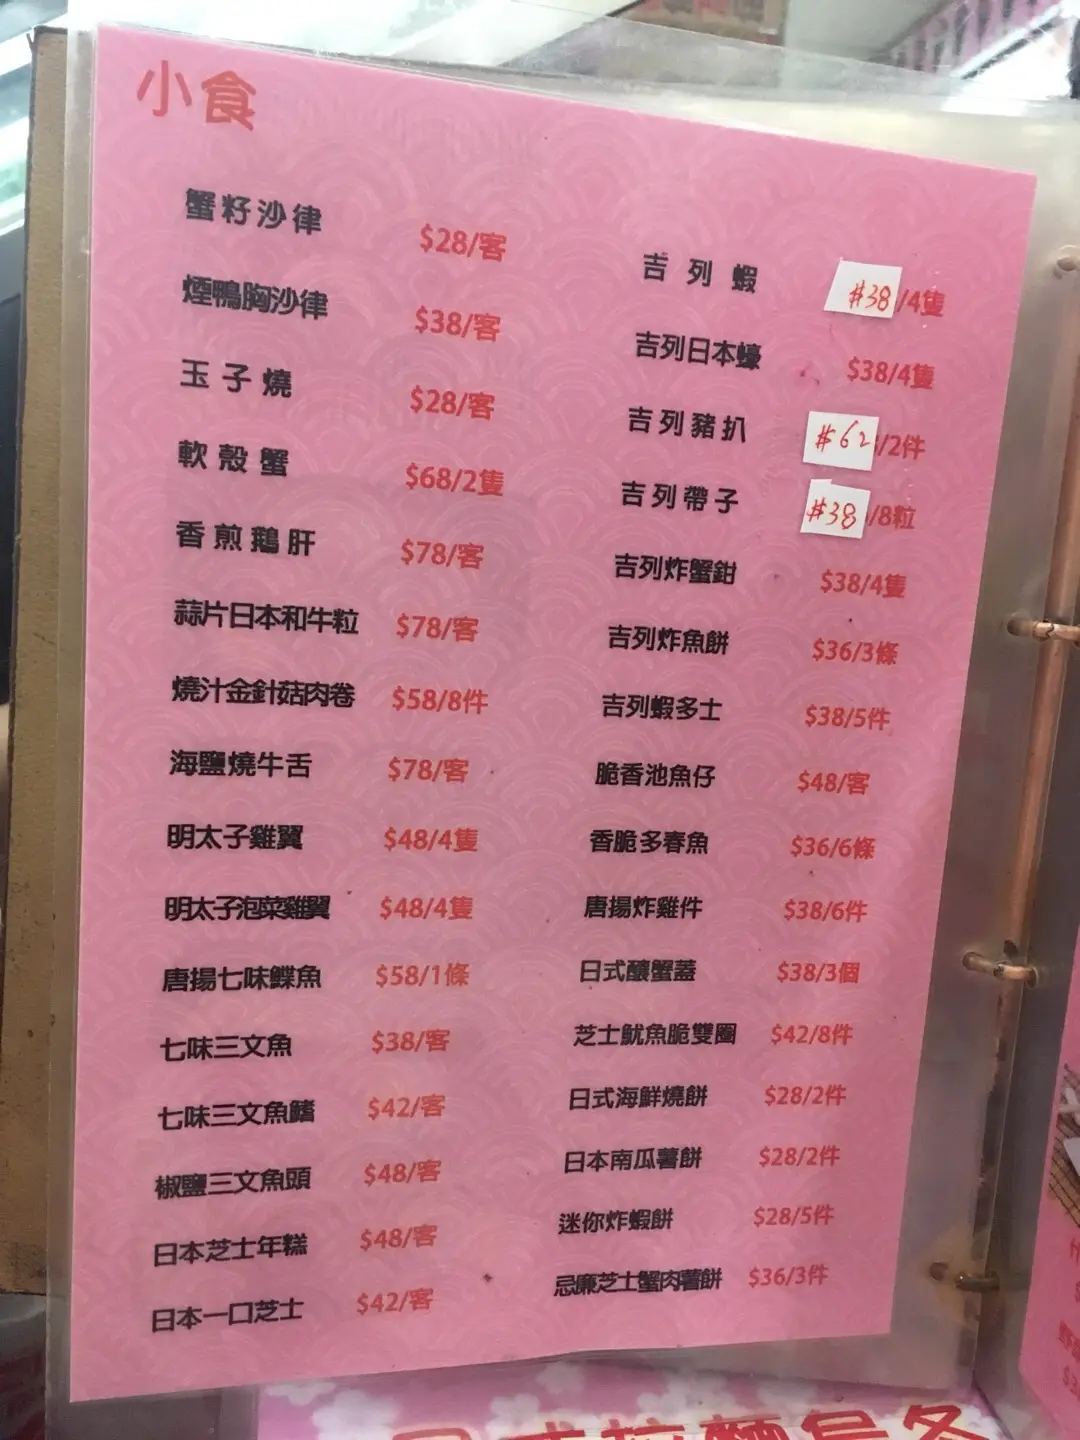 小食
蟹籽沙律 $28/客
煙鴨胸沙律 $38/客
玉子燒 $28/客
軟殼蟹 $68/2隻
香煎鵝肝 $78/客
蒜片日本和牛粒 $78/客
燒汁金針菇肉卷 $58/8件
海鹽燒牛舌 $78/客
明太子雞翼 $48/4隻
明太子泡菜雞翼 $48/4隻
唐揚七味鰈魚 $58/1條
七味三文魚 $38/客
七味三文魚鰭 $42/客
椒鹽三文魚頭 $48/客
日本芝士年糕 $48/客
日本一口芝士 $42/客
吉列蝦 #38/4隻
吉列日本蠔 $38/4隻
吉列豬扒 #62/2件
吉列帶子 #38/8粒
吉列炸蟹鉗 $38/4隻
吉列炸魚餅 $36/3條
吉列蝦多士 $38/5件
脆香池魚仔 $48/客
香脆多春魚 $36/6條
唐揚炸雞件 $38/6件
日式釀蟹蓋 $38/3個
芝士魷魚脆雙圈 $42/8件
日式海鮮燒餅 $28/2件
日本南瓜薯餅 $28/2件
迷你炸蝦餅 $28/5件
忌廉芝士蟹肉薯餅 $36/3件